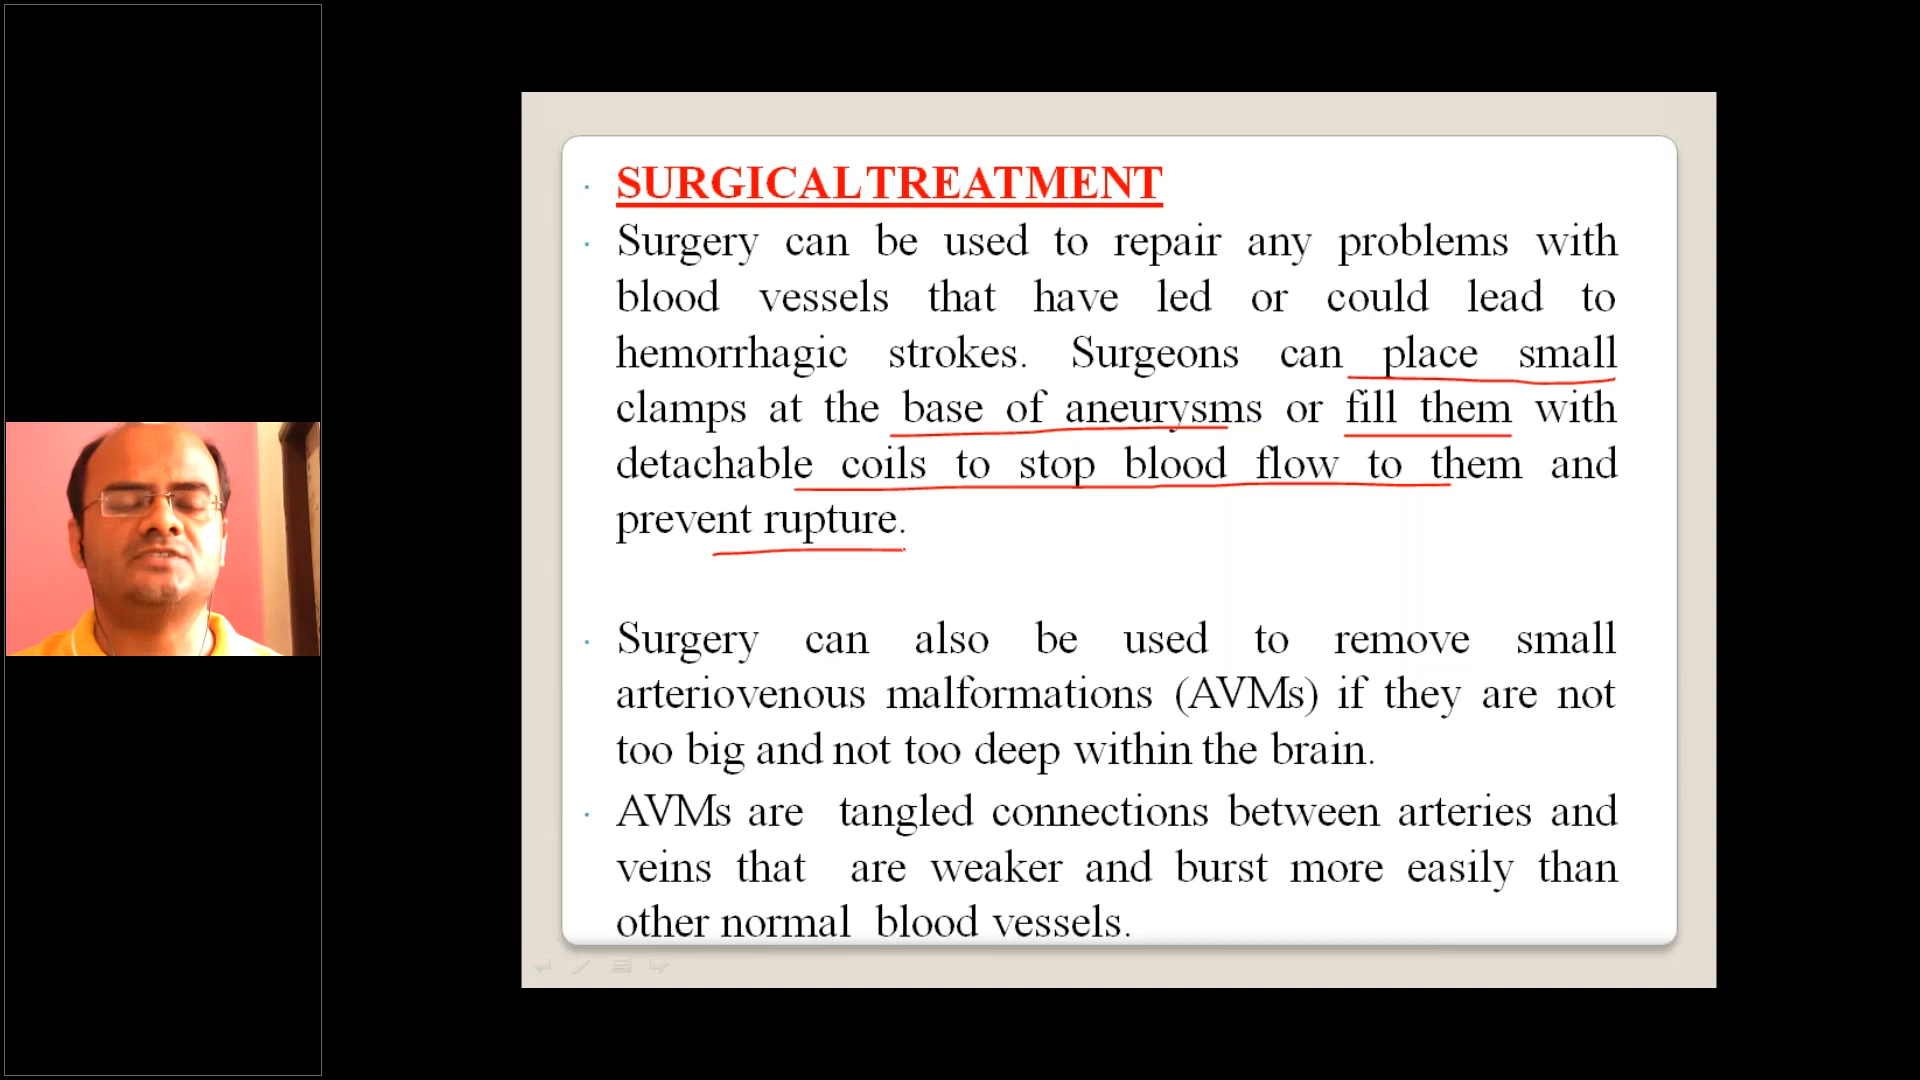 SURGICAL TREATMENT
Surgery can be used to repair any problems with
blood vessels that have led or could lead to
hemorrhagic strokes. Surgeons can place small
clamps at the base of aneurysms or fill them with
detachable coils to stop blood flow to them and
prevent rupture.
Surgery can also be used to remove small
arteriovenous malformations (AVMs) if they are not
too big and not too deep within the brain.
AVMs are tangled connections between arteries and
veins that are weaker and burst more easily than
other normal blood vessels.